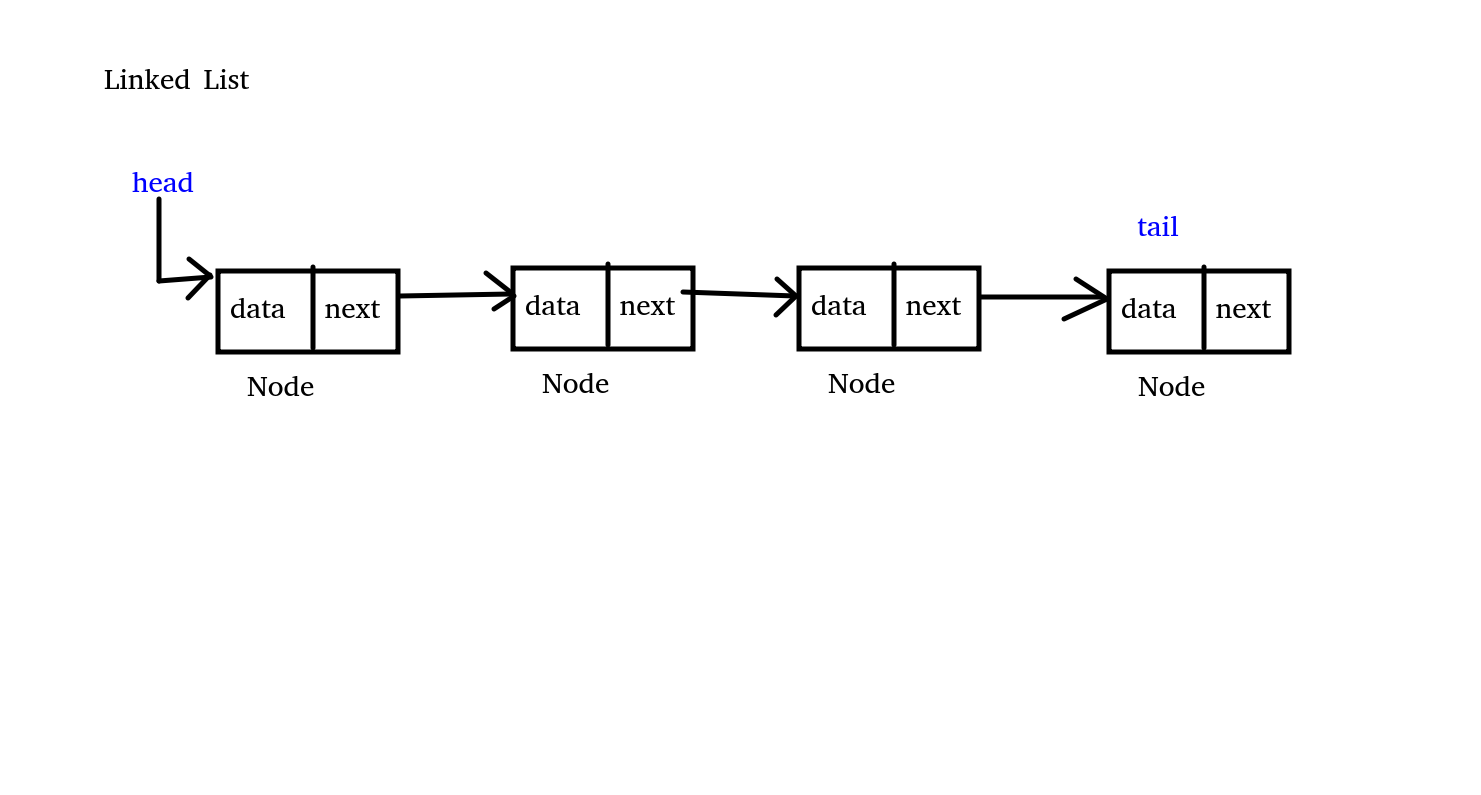 Linked List
head
tail
data next data next data next data next
Node Node Node Node